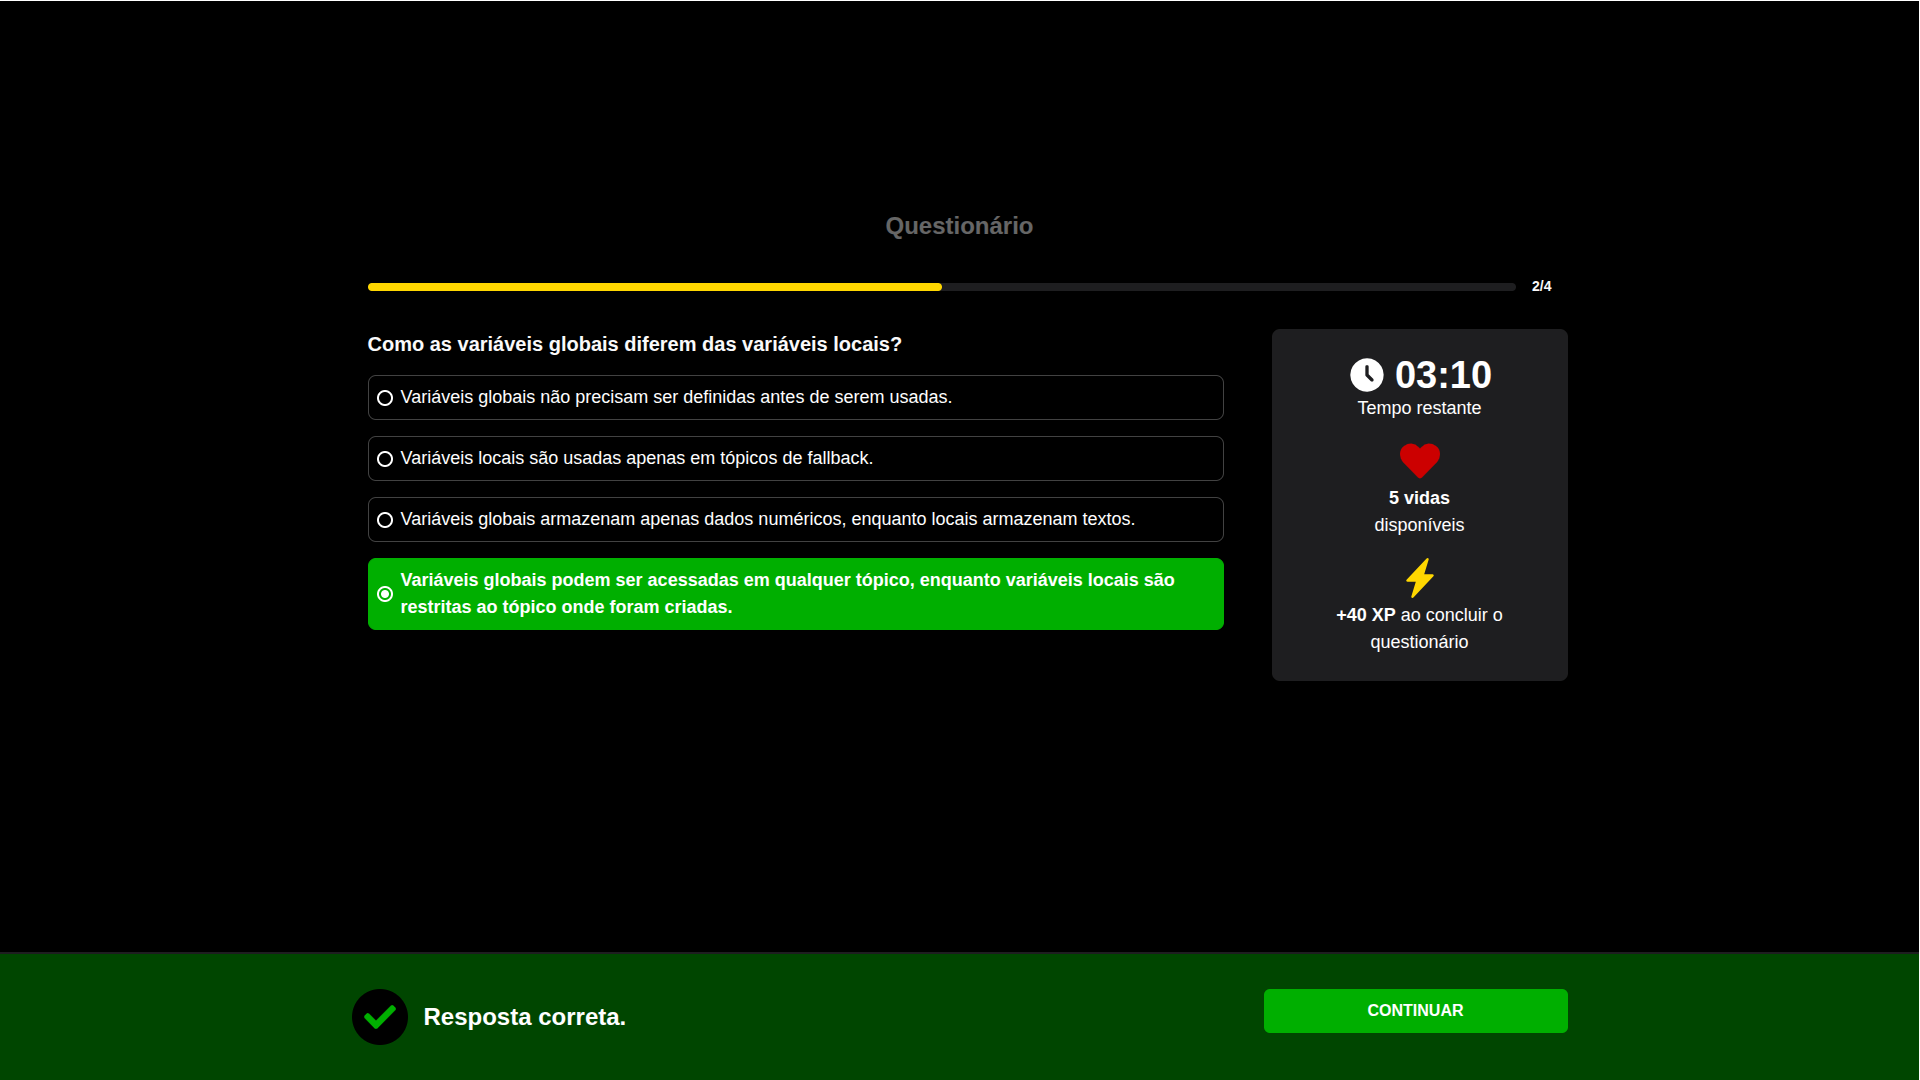 Questionário
2/4
Como as variáveis globais diferem das variáveis locais?
Variáveis globais não precisam ser definidas antes de serem usadas.
Variáveis locais são usadas apenas em tópicos de fallback.
Variáveis globais armazenam apenas dados numéricos, enquanto locais armazenam textos.
Variáveis globais podem ser acessadas em qualquer tópico, enquanto variáveis locais são
restritas ao tópico onde foram criadas.
03:10
Tempo restante
5 vidas
disponíveis
+40 XP ao concluir o
questionário
Resposta correta.
CONTINUAR